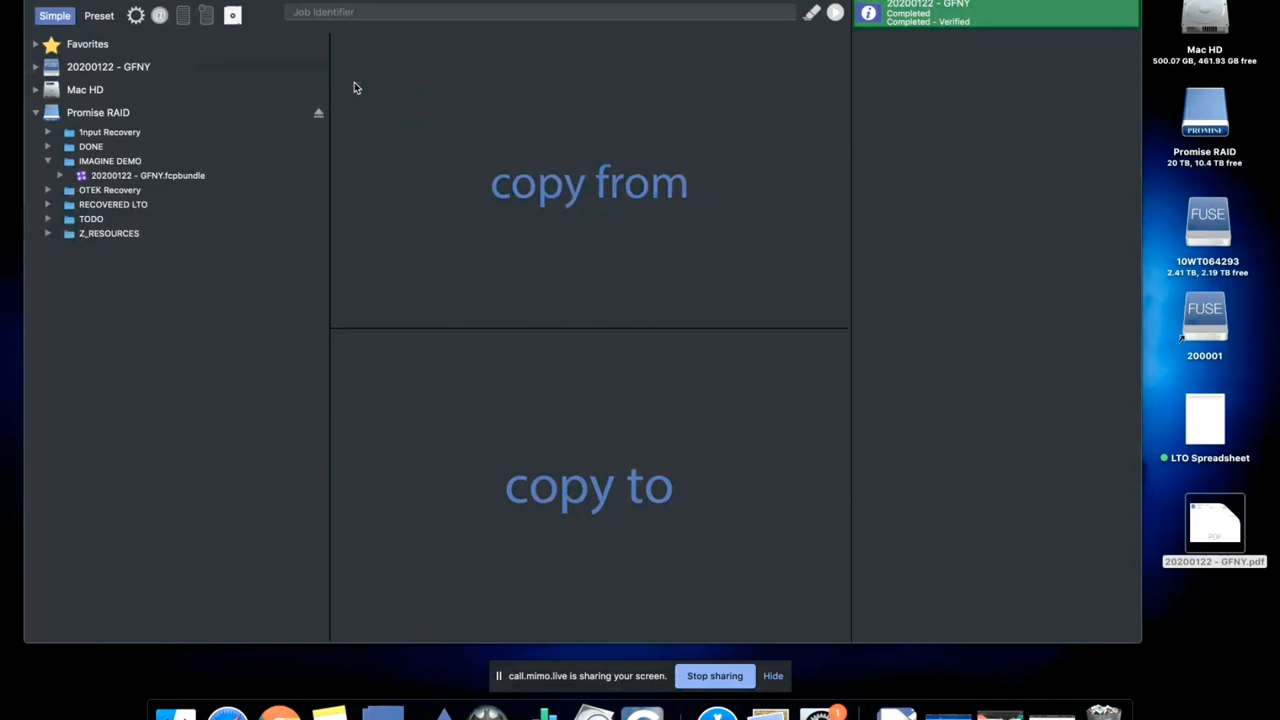 Simple
Preset
Job Identifier
20200122 - GFNY
Completed
Completed - Verified
Favorites
20200122 - GFNY
Mac HD
Promise RAID
1nput Recovery
DONE
IMAGINE DEMO
20200122 - GFNY.fcpbundle
OTEK Recovery
RECOVERED LTO
TODO
Z_RESOURCES
copy from
copy to
Mac HD
500.07 GB, 461.93 GB free
PROMISE
Promise RAID
20 TB, 10.4 TB free
FUSE
10WT064293
2.41 TB, 2.19 TB free
FUSE
200001
LTO Spreadsheet
PDF
20200122 - GFNY.pdf
call.mimo.live is sharing your screen.
Stop sharing
Hide
1